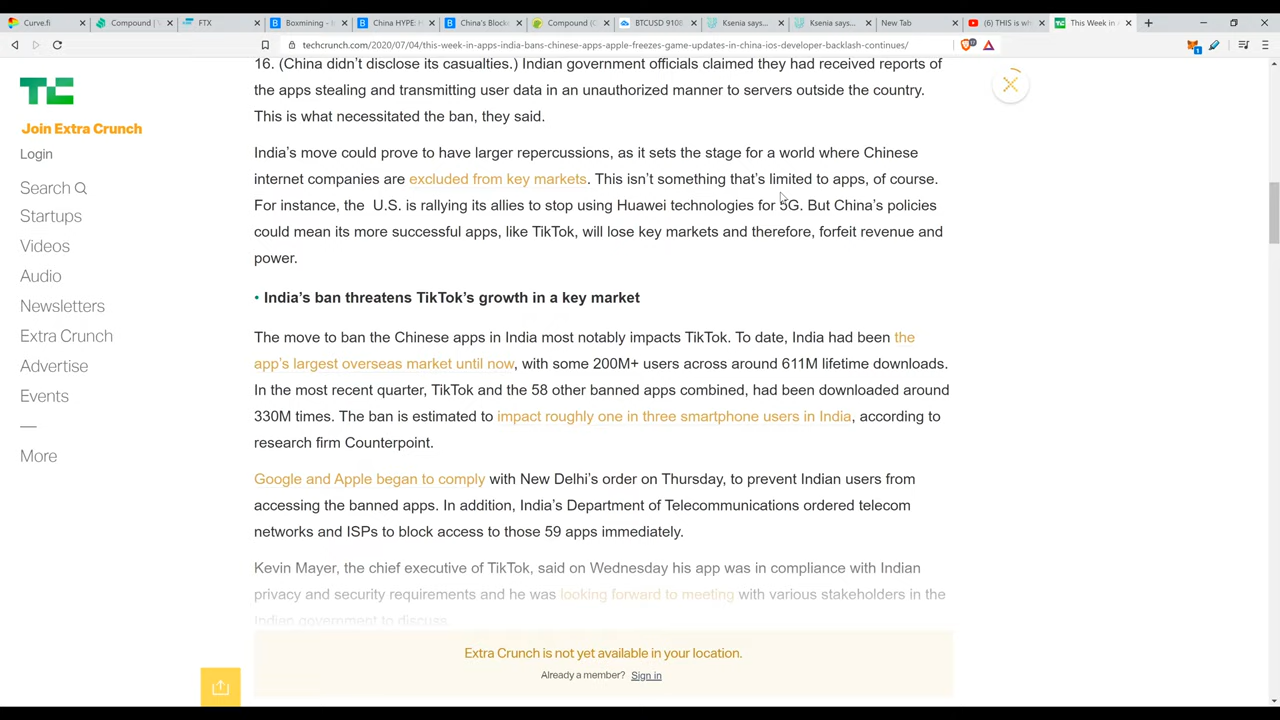 Curve.fi
Compound | V
FTX
Boxmining - b
China HYPE: H
China's Block
Compound (C
BTCUSD 9108
Ksenia says...
Ksenia says...
New Tab
(6) THIS is wh
This Week in A
techcrunch.com/2020/07/04/this-week-in-apps-india-bans-chinese-apps-apple-freezes-game-updates-in-china-ios-developer-backlash-continues/
TC
Join Extra Crunch
Login
Search
Startups
Videos
Audio
Newsletters
Extra Crunch
Advertise
Events
More
16. (China didn't disclose its casualties.) Indian government officials claimed they had received reports of
the apps stealing and transmitting user data in an unauthorized manner to servers outside the country.
This is what necessitated the ban, they said.
India's move could prove to have larger repercussions, as it sets the stage for a world where Chinese
internet companies are excluded from key markets. This isn't something that's limited to apps, of course.
For instance, the U.S. is rallying its allies to stop using Huawei technologies for 5G. But China's policies
could mean its more successful apps, like TikTok, will lose key markets and therefore, forfeit revenue and
power.
• India's ban threatens TikTok's growth in a key market
The move to ban the Chinese apps in India most notably impacts TikTok. To date, India had been the
app's largest overseas market until now, with some 200M+ users across around 611M lifetime downloads.
In the most recent quarter, TikTok and the 58 other banned apps combined, had been downloaded around
330M times. The ban is estimated to impact roughly one in three smartphone users in India, according to
research firm Counterpoint.
Google and Apple began to comply with New Delhi's order on Thursday, to prevent Indian users from
accessing the banned apps. In addition, India's Department of Telecommunications ordered telecom
networks and ISPs to block access to those 59 apps immediately.
Kevin Mayer, the chief executive of TikTok, said on Wednesday his app was in compliance with Indian
privacy and security requirements and he was looking forward to meeting with various stakeholders in the
Indian government to discuss.
Extra Crunch is not yet available in your location.
Already a member? Sign in